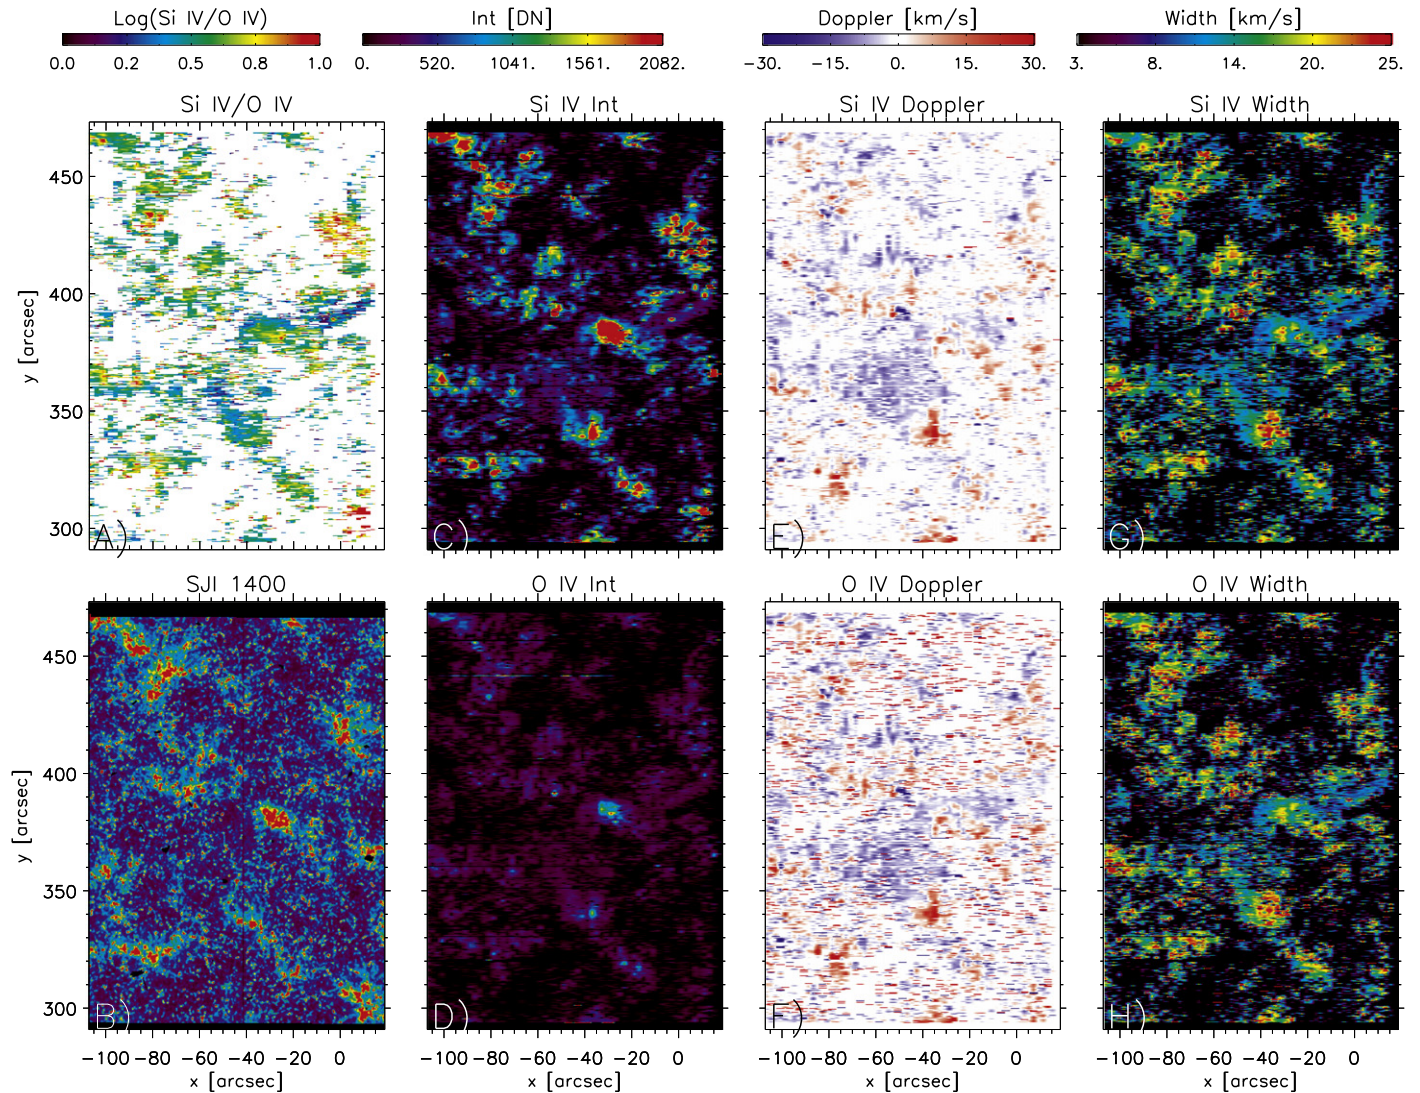 Log(Si IV/O IV) Int [DN] Doppler [km/s] Width [km/s]
0.0 0.2 0.3 0.5 0.6 0.8 1.0 0. 520. 1041. 1561. 2082. -30. -15. 0. 15. 30. 3. 8. 14. 20. 25.
Si IV/O IV Si IV Int Si IV Doppler Si IV Width
450
400
350
300
y [arcsec]
A) C) E) G)
SJI 1400 O IV Int O IV Doppler O IV Width
450
400
350
300
y [arcsec]
B) D) F) H)
-100 -80 -60 -40 -20 0 -100 -80 -60 -40 -20 0 -100 -80 -60 -40 -20 0 -100 -80 -60 -40 -20 0
x [arcsec] x [arcsec] x [arcsec] x [arcsec]